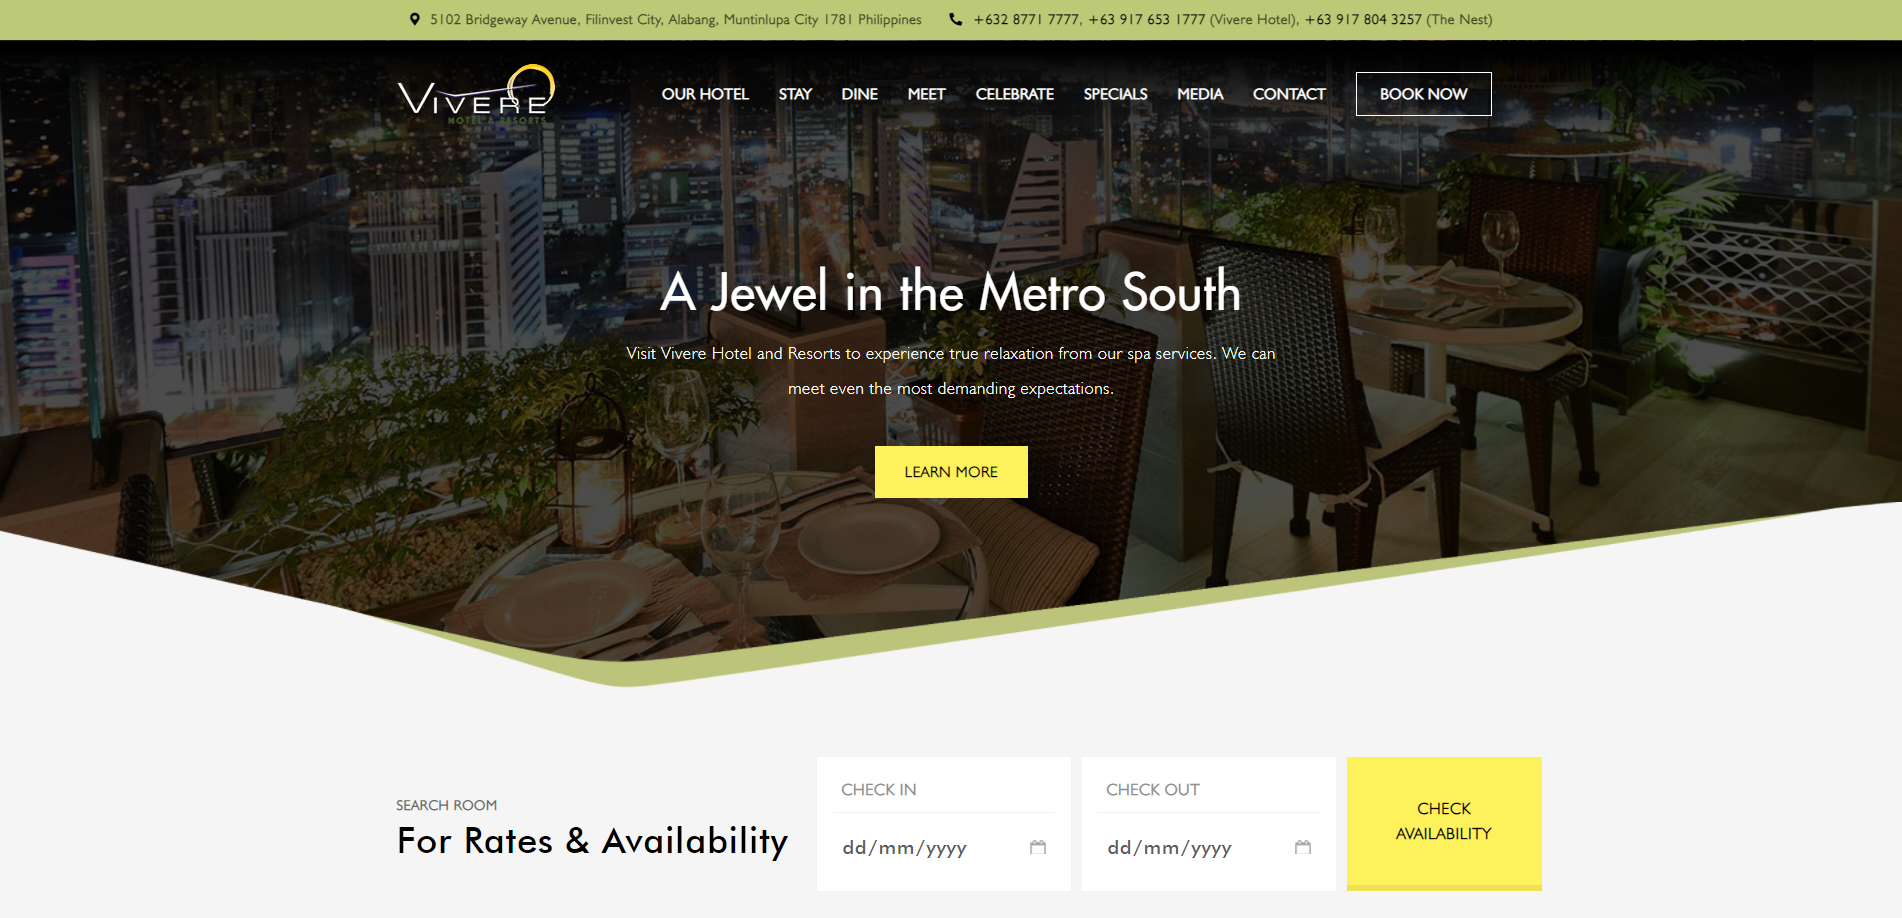 5102 Bridgeway Avenue, Filinvest City, Alabang, Muntinlupa City 1781 Philippines
+632 8771 7777, +63 917 653 1777 (Vivere Hotel), +63 917 804 3257 (The Nest)
VIVERE
HOTEL & RESORTS
OUR HOTEL STAY DINE MEET CELEBRATE SPECIALS MEDIA CONTACT BOOK NOW
A Jewel in the Metro South
Visit Vivere Hotel and Resorts to experience true relaxation from our spa services. We can
meet even the most demanding expectations.
LEARN MORE
SEARCH ROOM
For Rates & Availability
CHECK IN
dd/mm/yyyy
CHECK OUT
dd/mm/yyyy
CHECK
AVAILABILITY